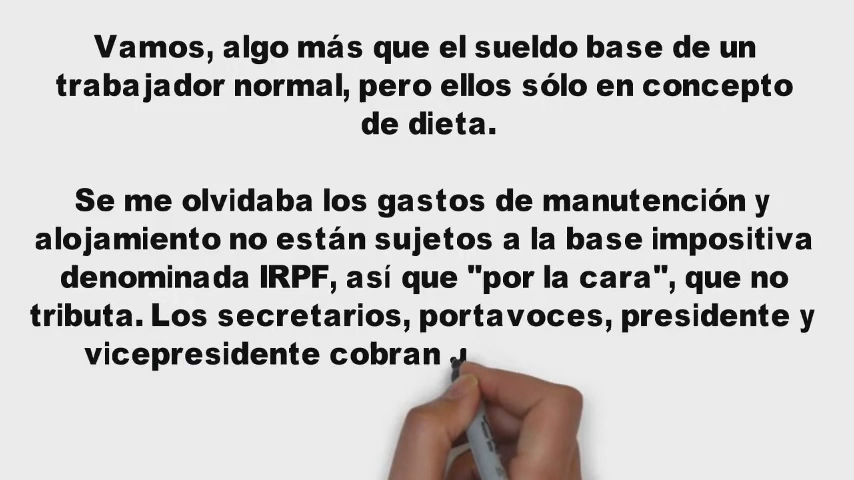 Vamos, algo más que el sueldo base de un
trabajador normal, pero ellos sólo en concepto
de dieta.
Se me olvidaba los gastos de manutención y
alojamiento no están sujetos a la base impositiva
denominada IRPF, así que "por la cara", que no
tributa. Los secretarios, portavoces, presidente y
vicepresidente cobran